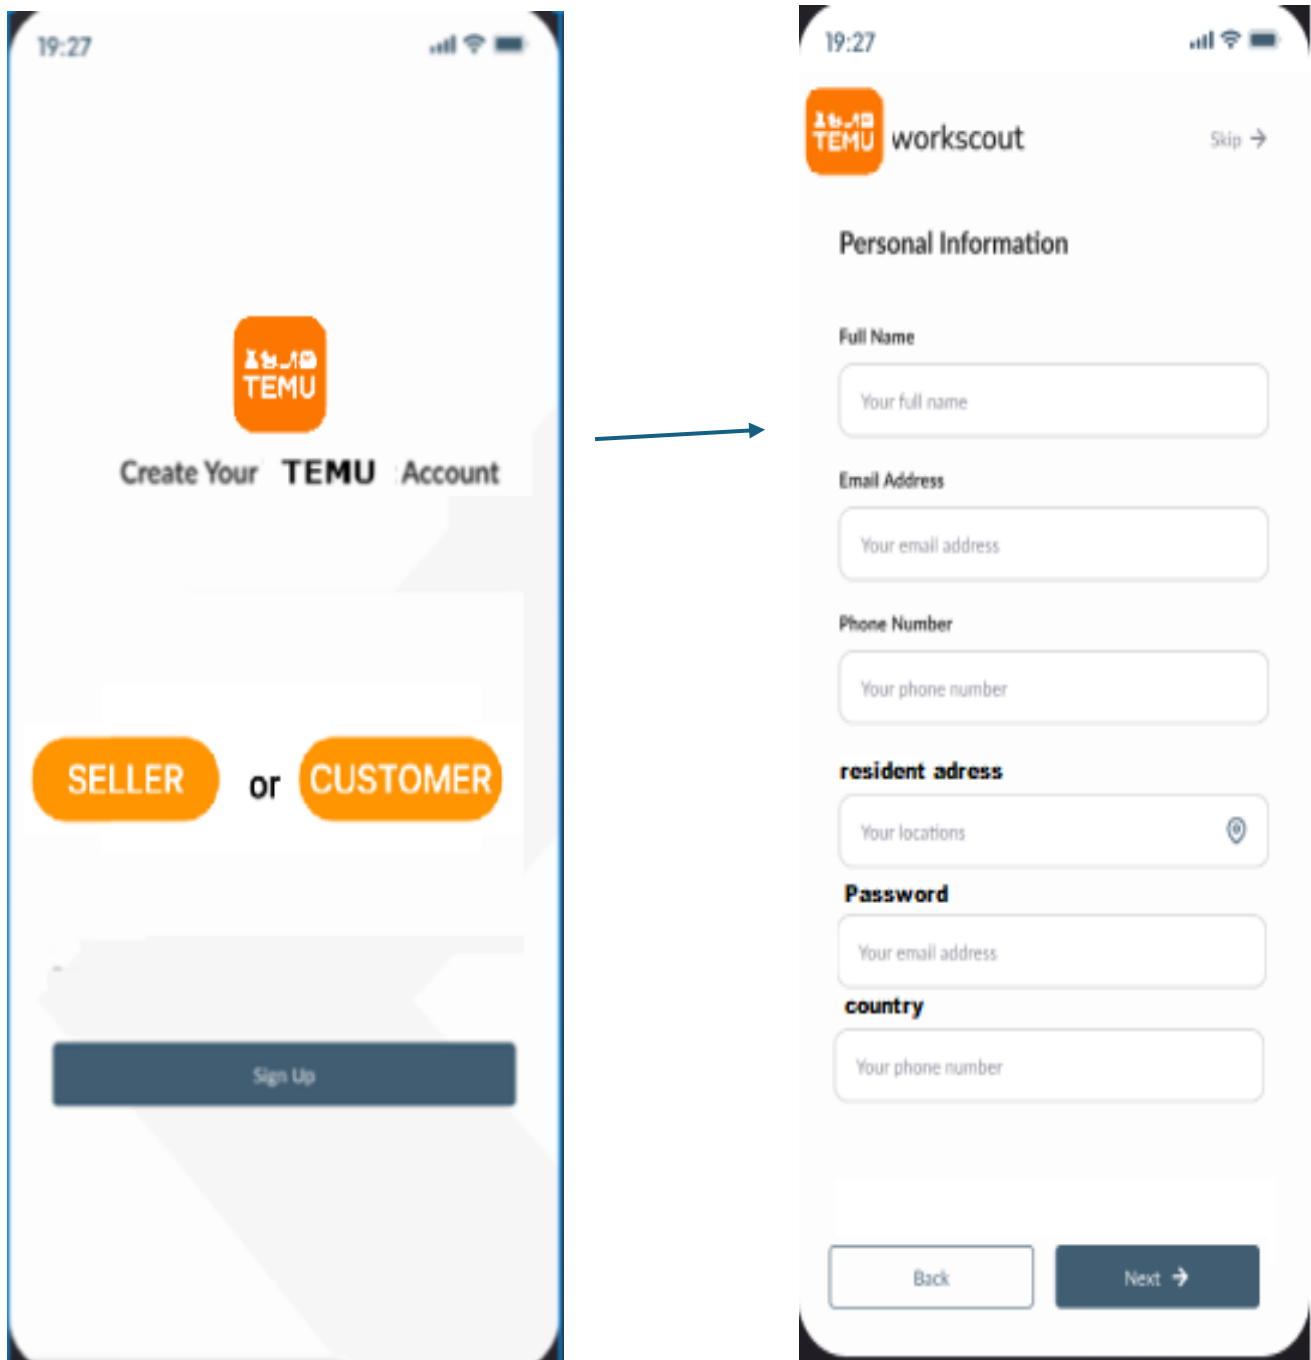 19:27
TEMU
Create Your TEMU Account
SELLER or CUSTOMER
Sign Up
19:27
TEMU workscout
Skip →
Personal Information
Full Name
Your full name
Email Address
Your email address
Phone Number
Your phone number
resident adress
Your locations
Password
Your email address
country
Your phone number
Back
Next →